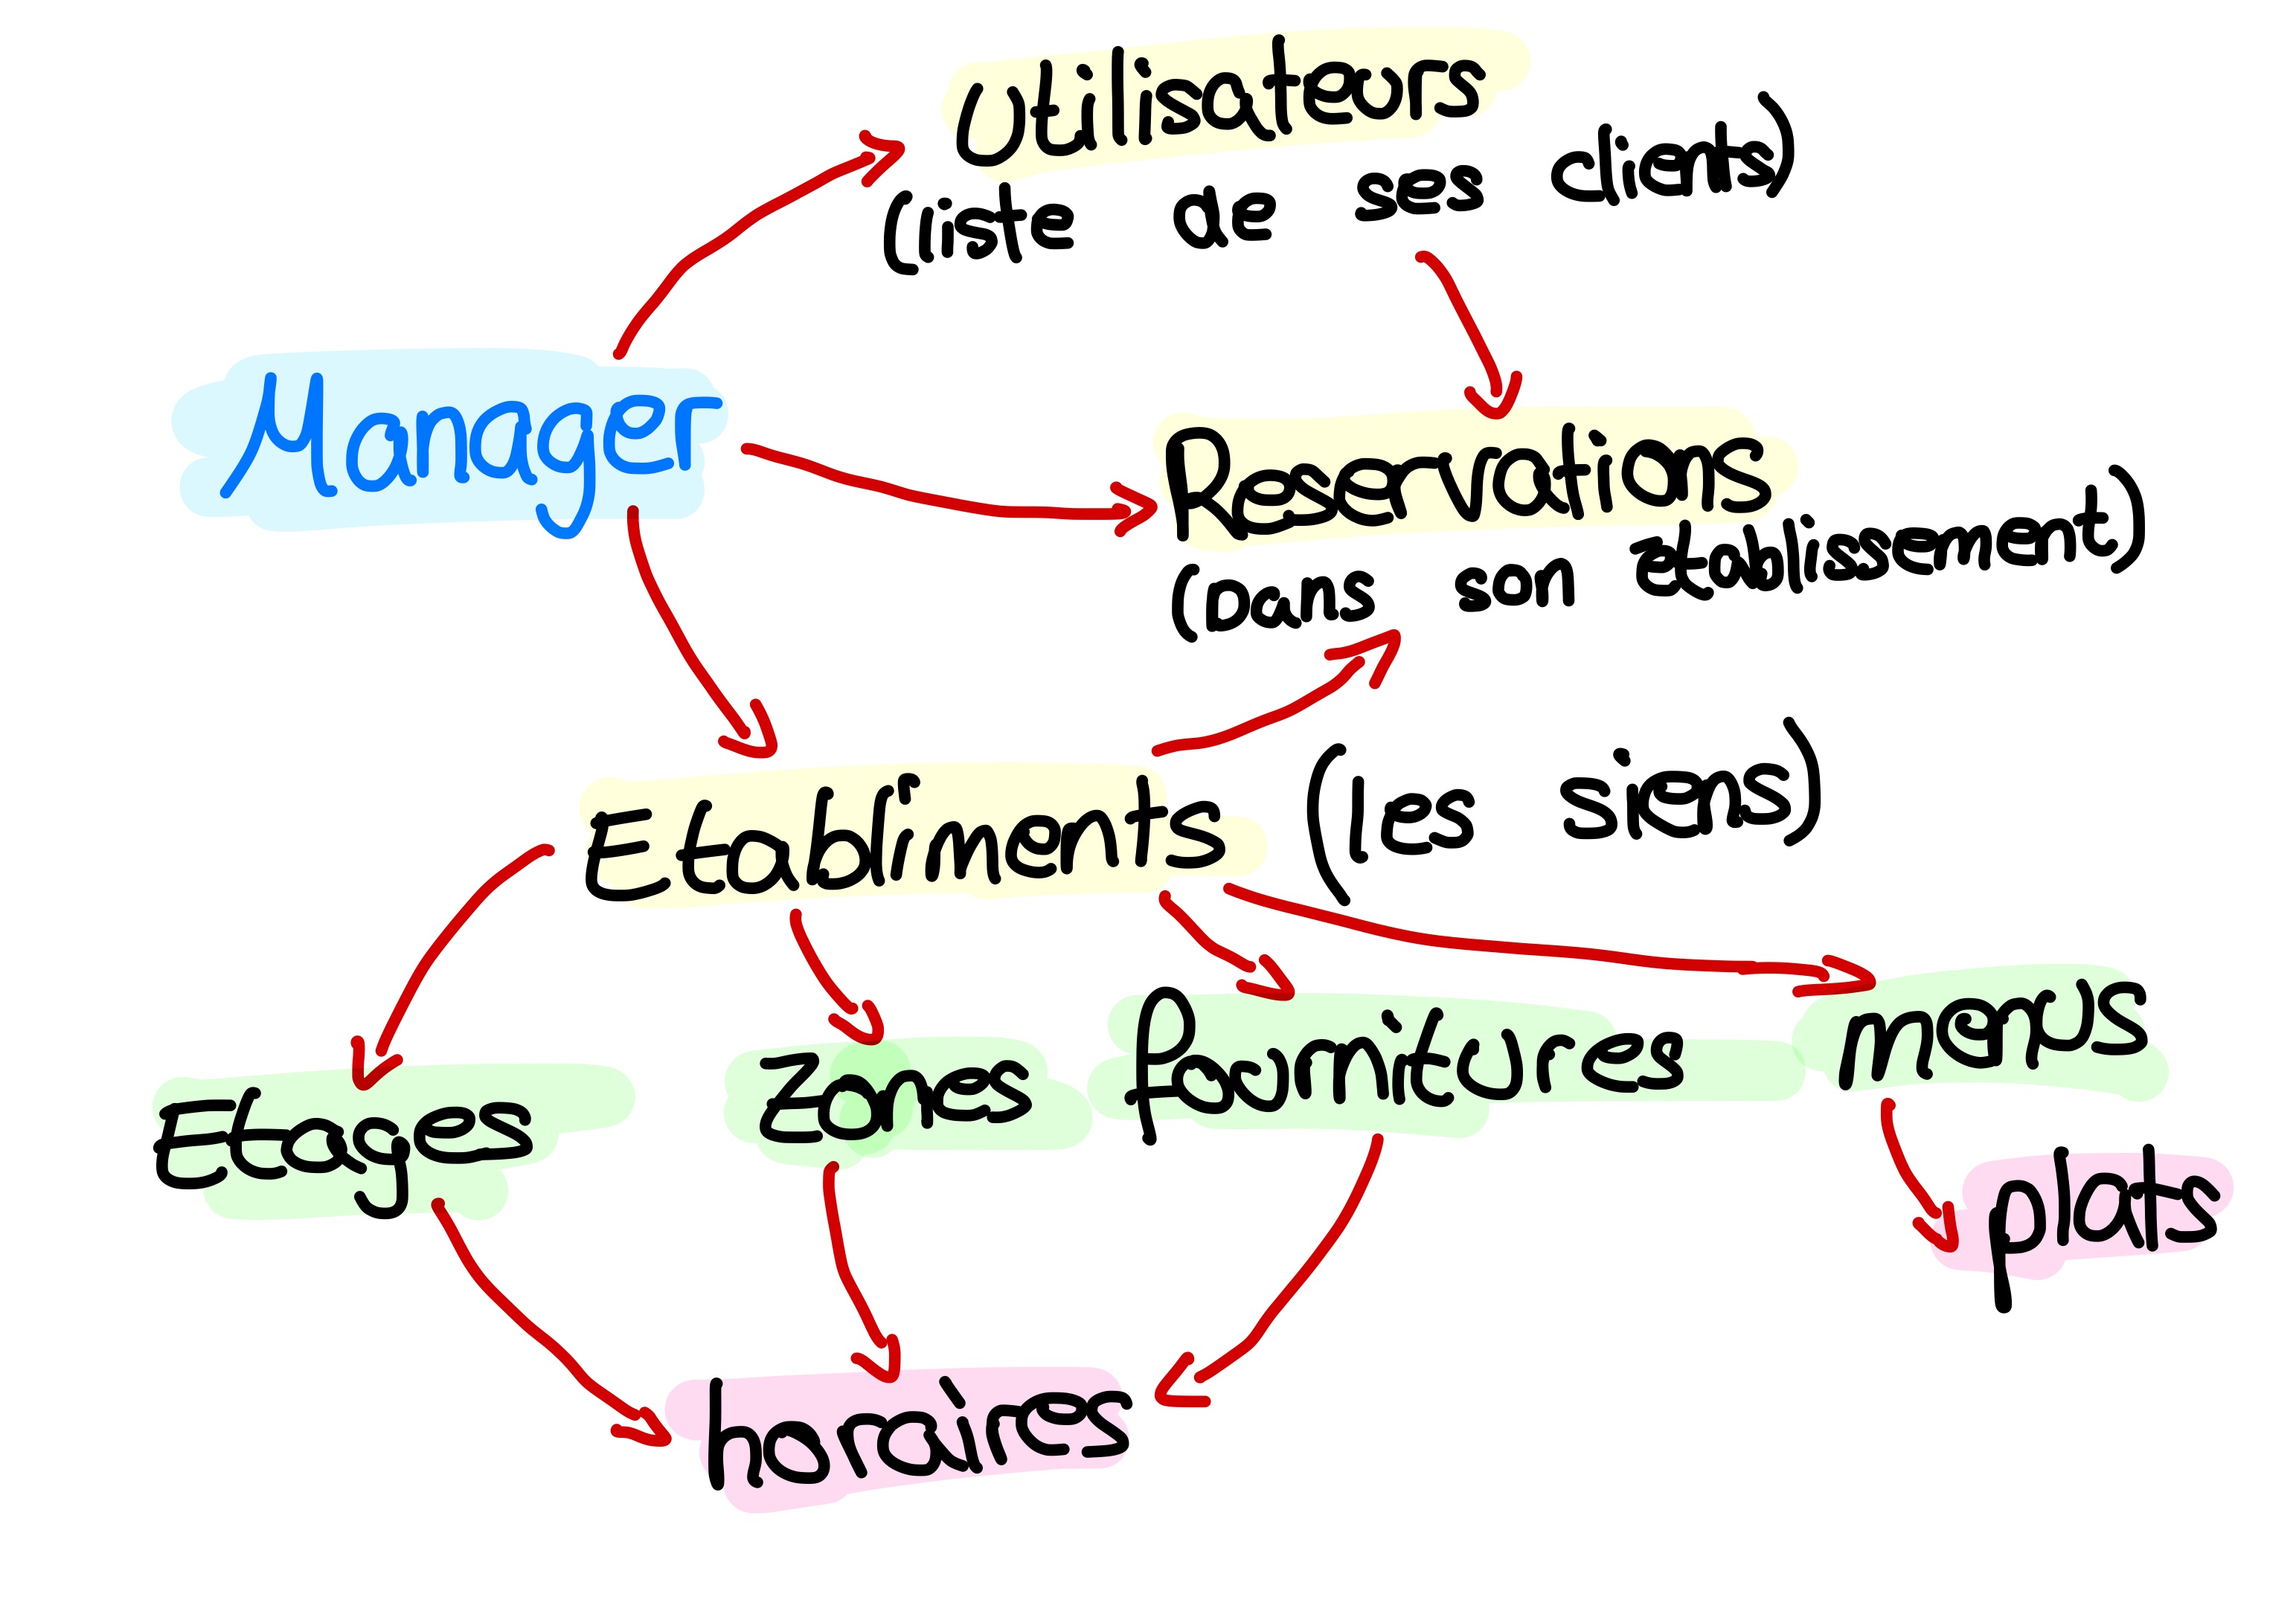 Utilisateurs
(liste de ses clients)
Manager
Reservations
(Dans son établissement)
Etabliments (les siens)
Etages
Zones
fournitures
menus
plats
horaires